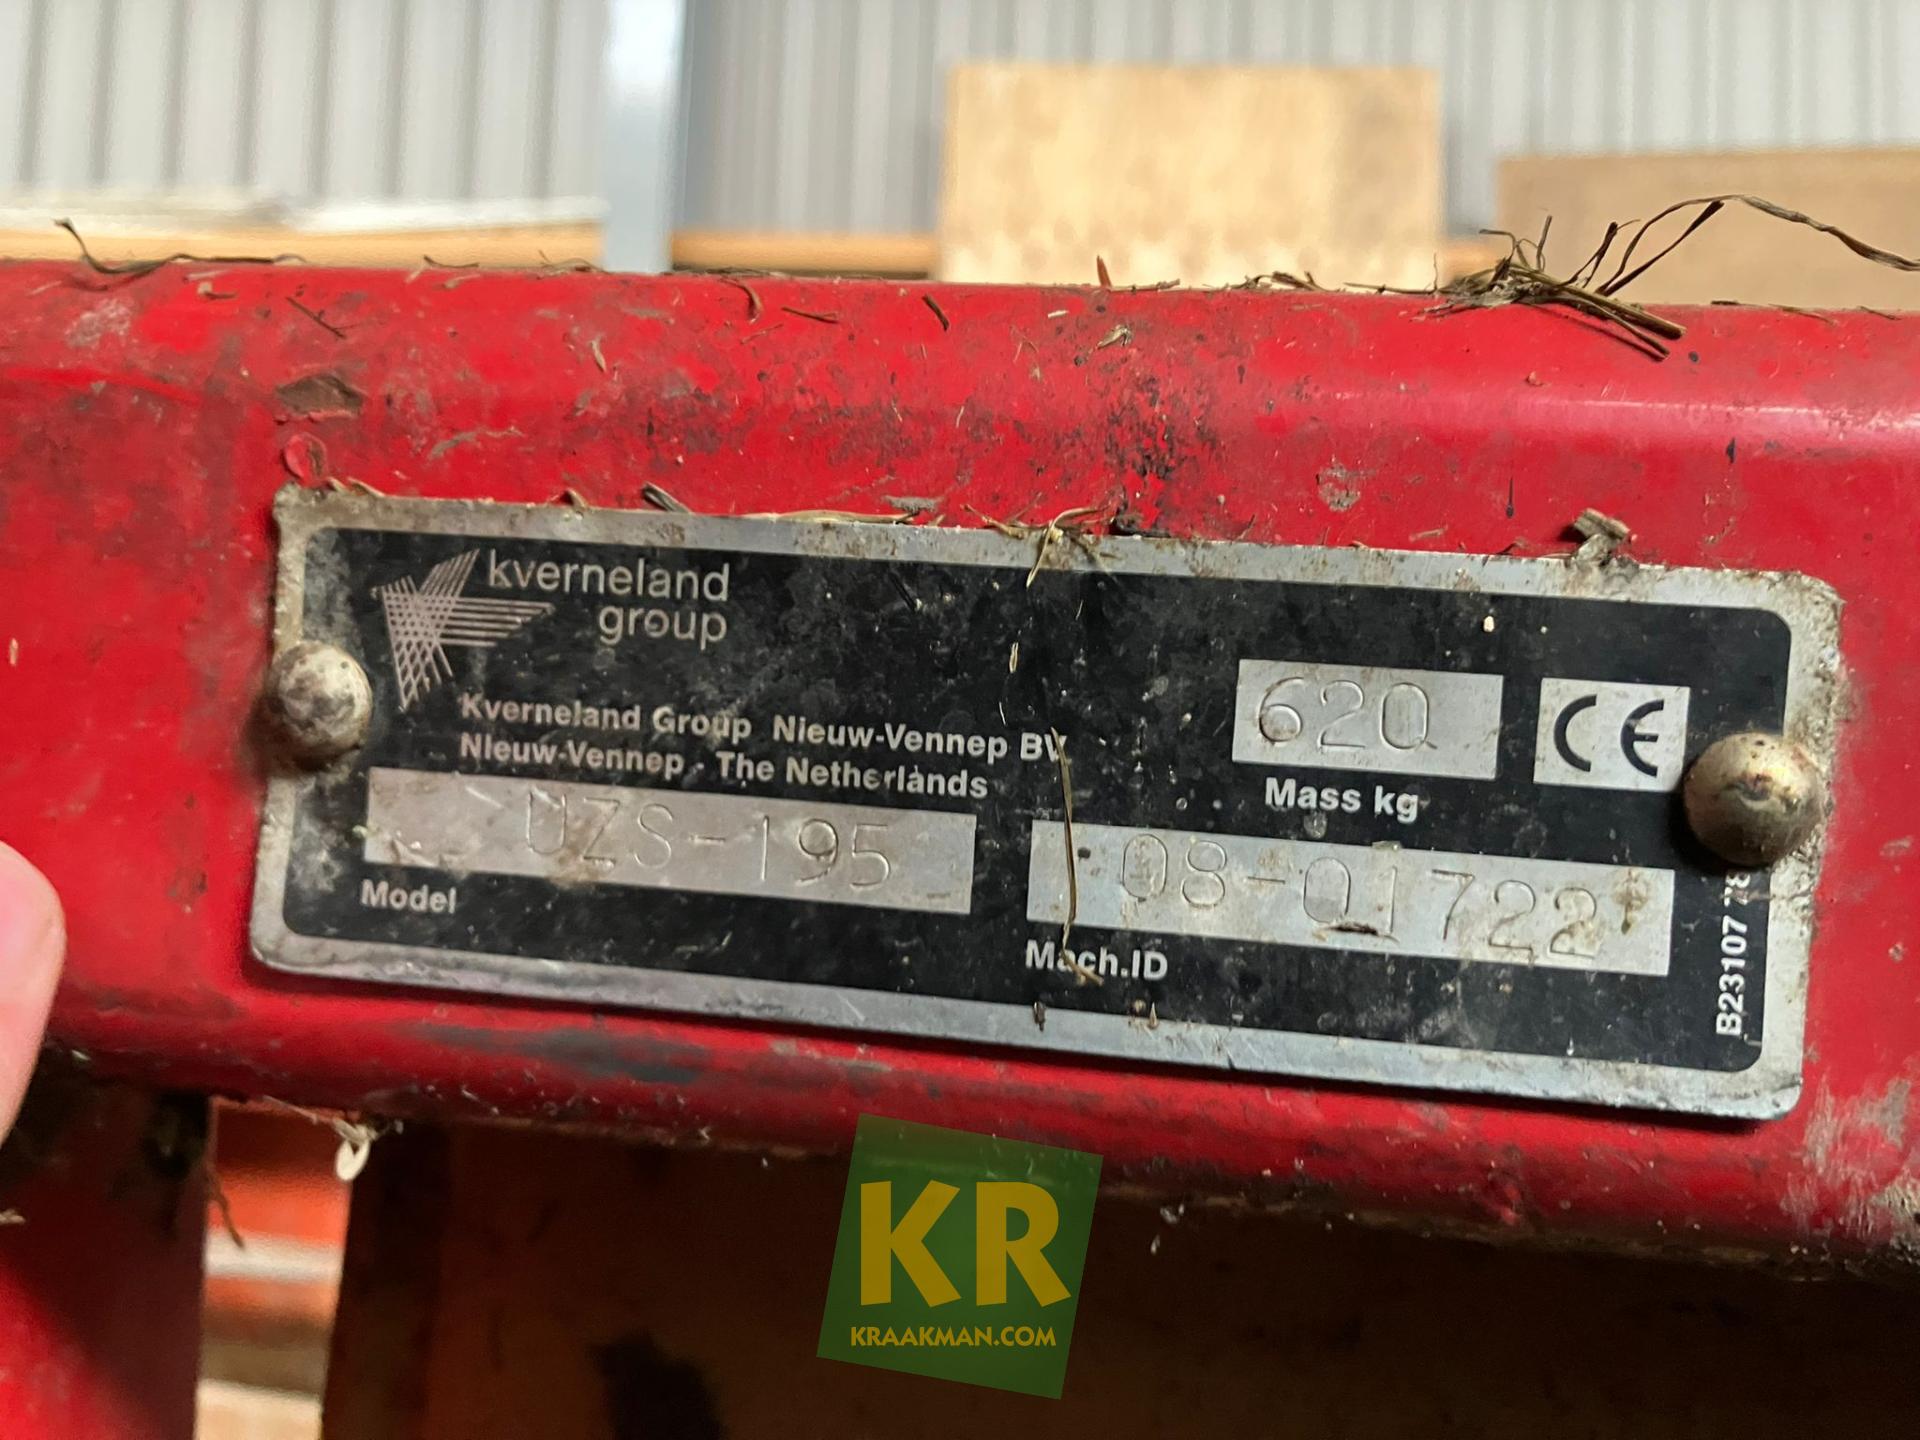 kverneland
group
Kverneland Group Nieuw-Vennep BV
Nieuw-Vennep - The Netherlands
620
CE
Mass kg
UZS-195
Model
08-01722
Mach.ID
B23107
KR
KRAAKMAN.COM